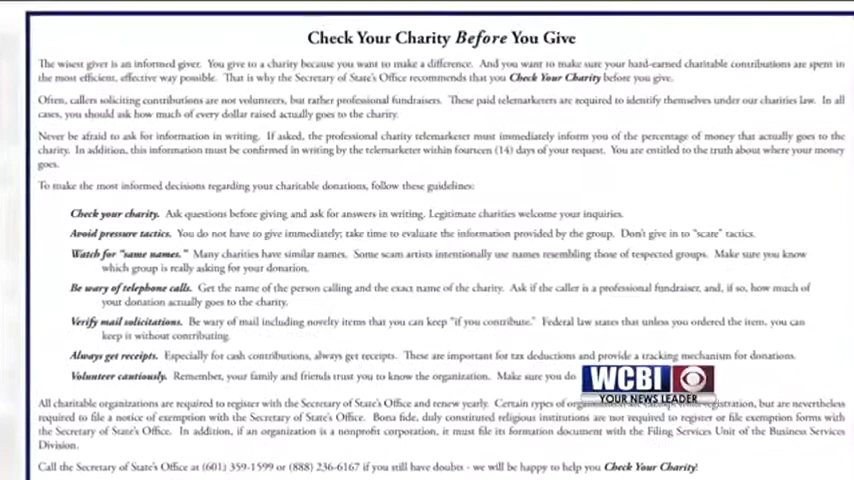 Check Your Charity Before You Give
The wisest giver is an informed giver. You give to a charity because you want to make a difference. And you want to make sure your hard-earned charitable contributions are spent in
the most efficient, effective way possible. That is why the Secretary of State's Office recommends that you Check Your Charity before you give.
Often, callers soliciting contributions are not volunteers, but rather professional fundraisers. These paid telemarketers are required to identify themselves under our charities law. In all
cases, you should ask how much of every dollar raised actually goes to the charity.
Never be afraid to ask for information in writing. If asked, the professional charity telemarketer must immediately inform you of the percentage of money that actually goes to the
charity. In addition, this information must be confirmed in writing by the telemarketer within fourteen (14) days of your request. You are entitled to the truth about where your money
goes.
To make the most informed decisions regarding your charitable donations, follow these guidelines:
Check your charity. Ask questions before giving and ask for answers in writing. Legitimate charities welcome your inquiries.
Avoid pressure tactics. You do not have to give immediately; take time to evaluate the information provided by the group. Don't give in to "scare" tactics.
Watch for "same names." Many charities have similar names. Some scam artists intentionally use names resembling those of respected groups. Make sure you know
which group is really asking for your donation.
Be wary of telephone calls. Get the name of the person calling and the exact name of the charity. Ask if the caller is a professional fundraiser, and, if so, how much of
your donation actually goes to the charity.
Verify mail solicitations. Be wary of mail including novelty items that you can keep "if you contribute." Federal law states that unless you ordered the item, you can
keep it without contributing.
Always get receipts. Especially for cash contributions, always get receipts. These are important for tax deductions and provide a tracking mechanism for donations.
Volunteer cautiously. Remember, your family and friends trust you to know the organization. Make sure you do
WCBI
YOUR NEWS LEADER
All charitable organizations are required to register with the Secretary of State's Office and renew yearly. Certain types of registration, but are nevertheless
required to file a notice of exemption with the Secretary of State's Office. Bona fide, duly constituted religious institutions are not required to register or file exemption forms with
the Secretary of State's Office. In addition, if an organization is a nonprofit corporation, it must file its formation document with the Filing Services Unit of the Business Services
Division.
Call the Secretary of State's Office at (601) 359-1599 or (888) 236-6167 if you still have doubts - we will be happy to help you Check Your Charity!